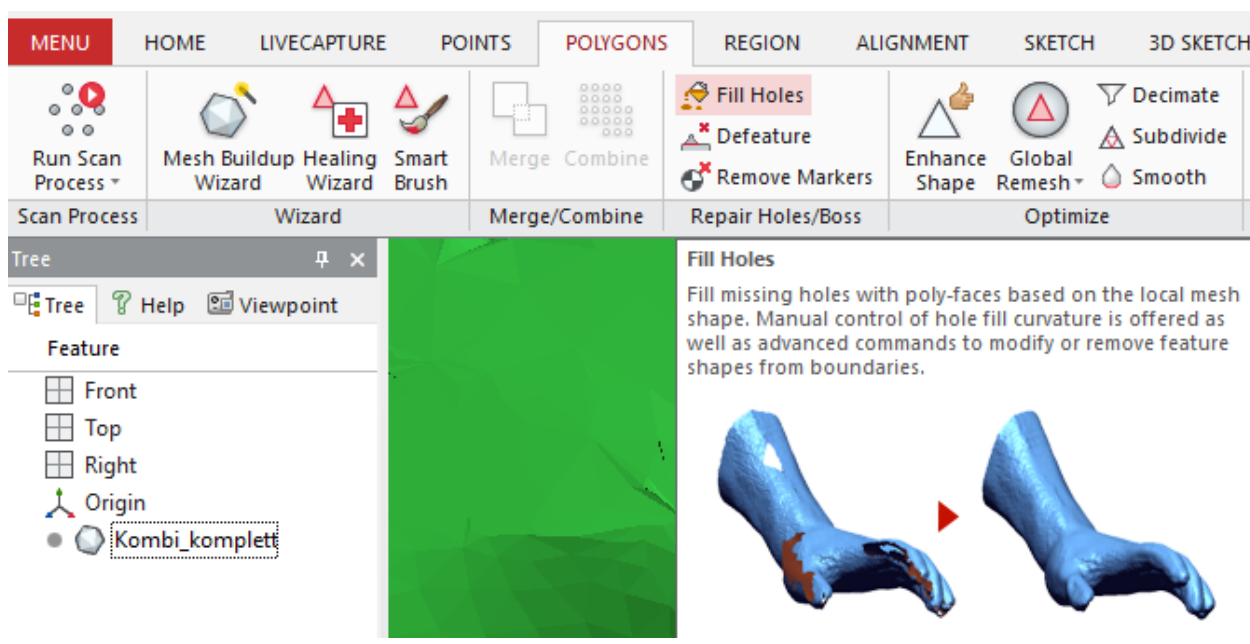 MENU HOME LIVECAPTURE POINTS POLYGONS REGION ALIGNMENT SKETCH 3D SKETCH
Run Scan
Process
Mesh Buildup
Wizard
Healing
Wizard
Smart
Brush
Merge
Combine
Fill Holes
Defeature
Remove Markers
Enhance
Shape
Global
Remesh
Decimate
Subdivide
Smooth
Scan Process Wizard Merge/Combine Repair Holes/Boss Optimize
Tree
Tree Help Viewpoint
Feature
Front
Top
Right
Origin
Kombi_komplett
Fill Holes
Fill missing holes with poly-faces based on the local mesh
shape. Manual control of hole fill curvature is offered as
well as advanced commands to modify or remove feature
shapes from boundaries.